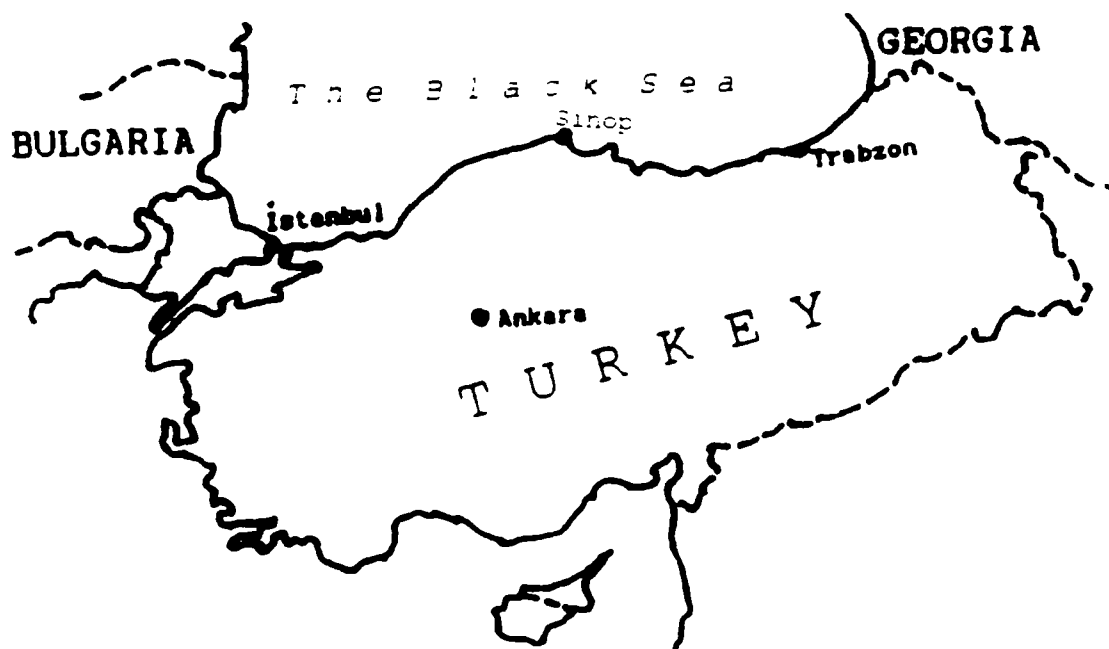 GEORGIA
The Black Sea
Sinop
BULGARIA
Trabzon
İstanbul
Ankara
TURKEY